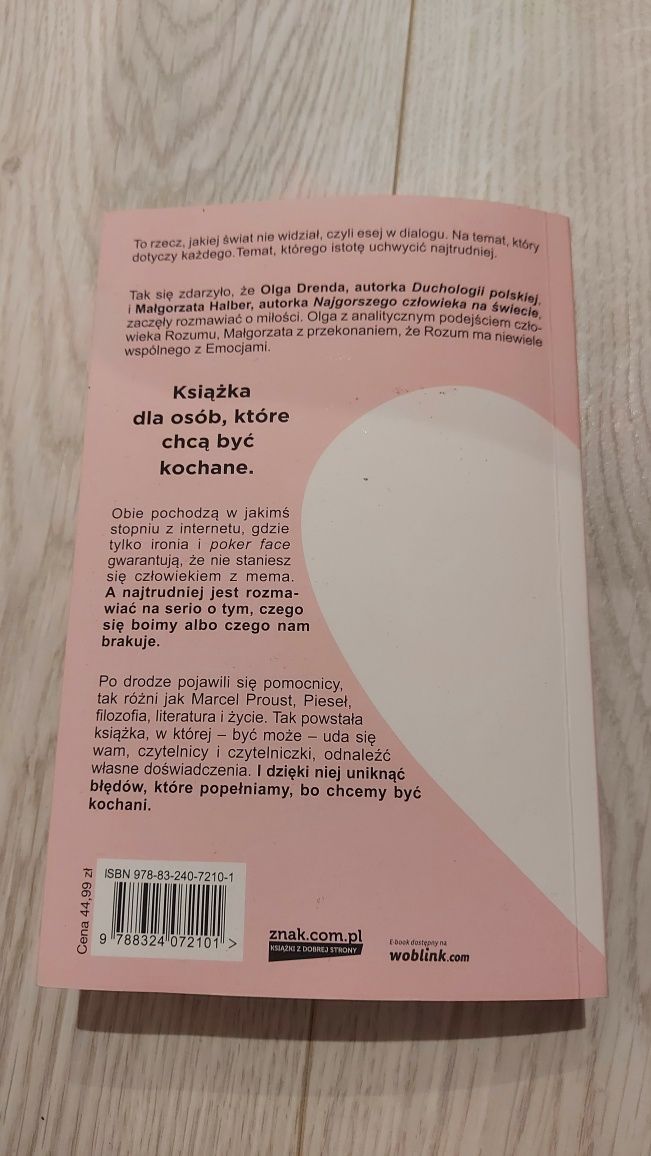 To rzecz, jakiej świat nie widział, czyli esej w dialogu. Na temat, który
dotyczy każdego. Temat, którego istotę uchwycić najtrudniej.
Tak się zdarzyło, że Olga Drenda, autorka Duchologii polskiej,
i Małgorzata Halber, autorka Najgorszego człowieka na świecie,
zaczęły rozmawiać o miłości. Olga z analitycznym podejściem czło-
wieka Rozumu, Małgorzata z przekonaniem, że Rozum ma niewiele
wspólnego z Emocjami.
Książka
dla osób, które
chcą być
kochane.
Obie pochodzą w jakimś
stopniu z internetu, gdzie
tylko ironia i poker face
gwarantują, że nie staniesz
się człowiekiem z mema.
A najtrudniej jest rozma-
wiać na serio o tym, czego
się boimy albo czego nam
brakuje.
Po drodze pojawili się pomocnicy,
tak różni jak Marcel Proust, Pieseł,
filozofia, literatura i życie. Tak powstała
książka, w której – być może – uda się
wam, czytelnicy i czytelniczki, odnaleźć
własne doświadczenia. I dzięki niej uniknąć
błędów, które popełniamy, bo chcemy być
kochani.
Cena 44,99 zł
ISBN 978-83-240-7210-1
9 788324 072101 >
znak.com.pl
KSIĄŻKI Z DOBREJ STRONY
E-book dostępny na
woblink.com